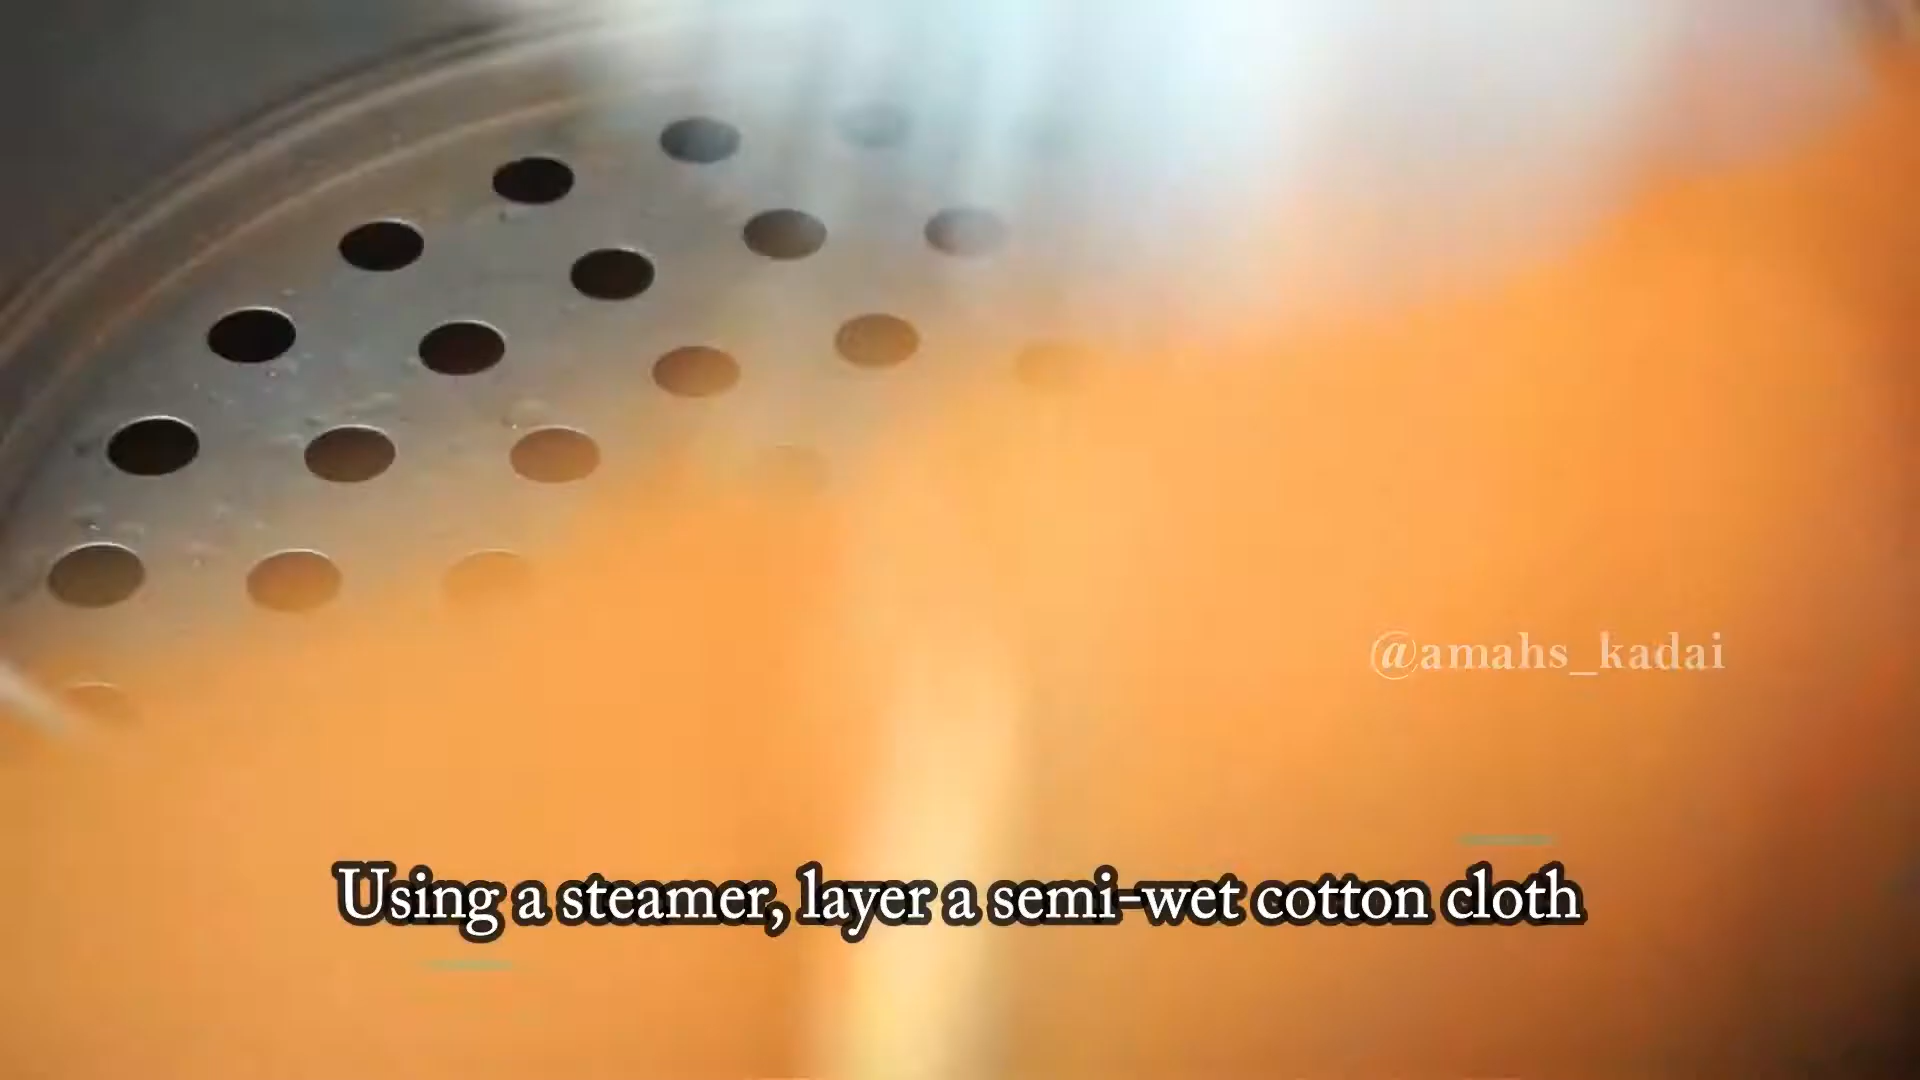 @amahs_kadai
Using a steamer, layer a semi-wet cotton cloth